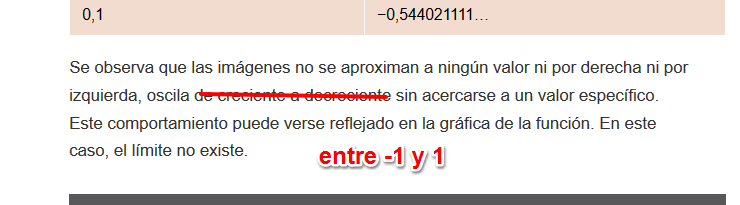 0,1 −0,544021111...
Se observa que las imágenes no se aproximan a ningún valor ni por derecha ni por
izquierda, oscila de creciente a decreciente sin acercarse a un valor específico.
Este comportamiento puede verse reflejado en la gráfica de la función. En este
caso, el límite no existe.
entre -1 y 1